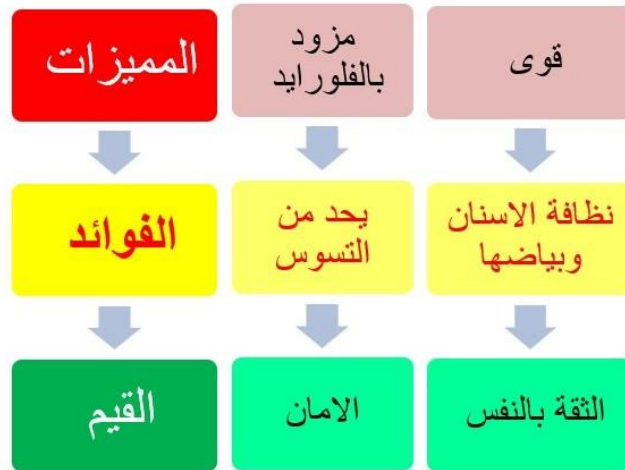 قوى
مزود
بالفلورايد
المميزات
نظافة الاسنان
وبياضها
يحد من
التسوس
الفوائد
الثقة بالنفس
الامان
القيم